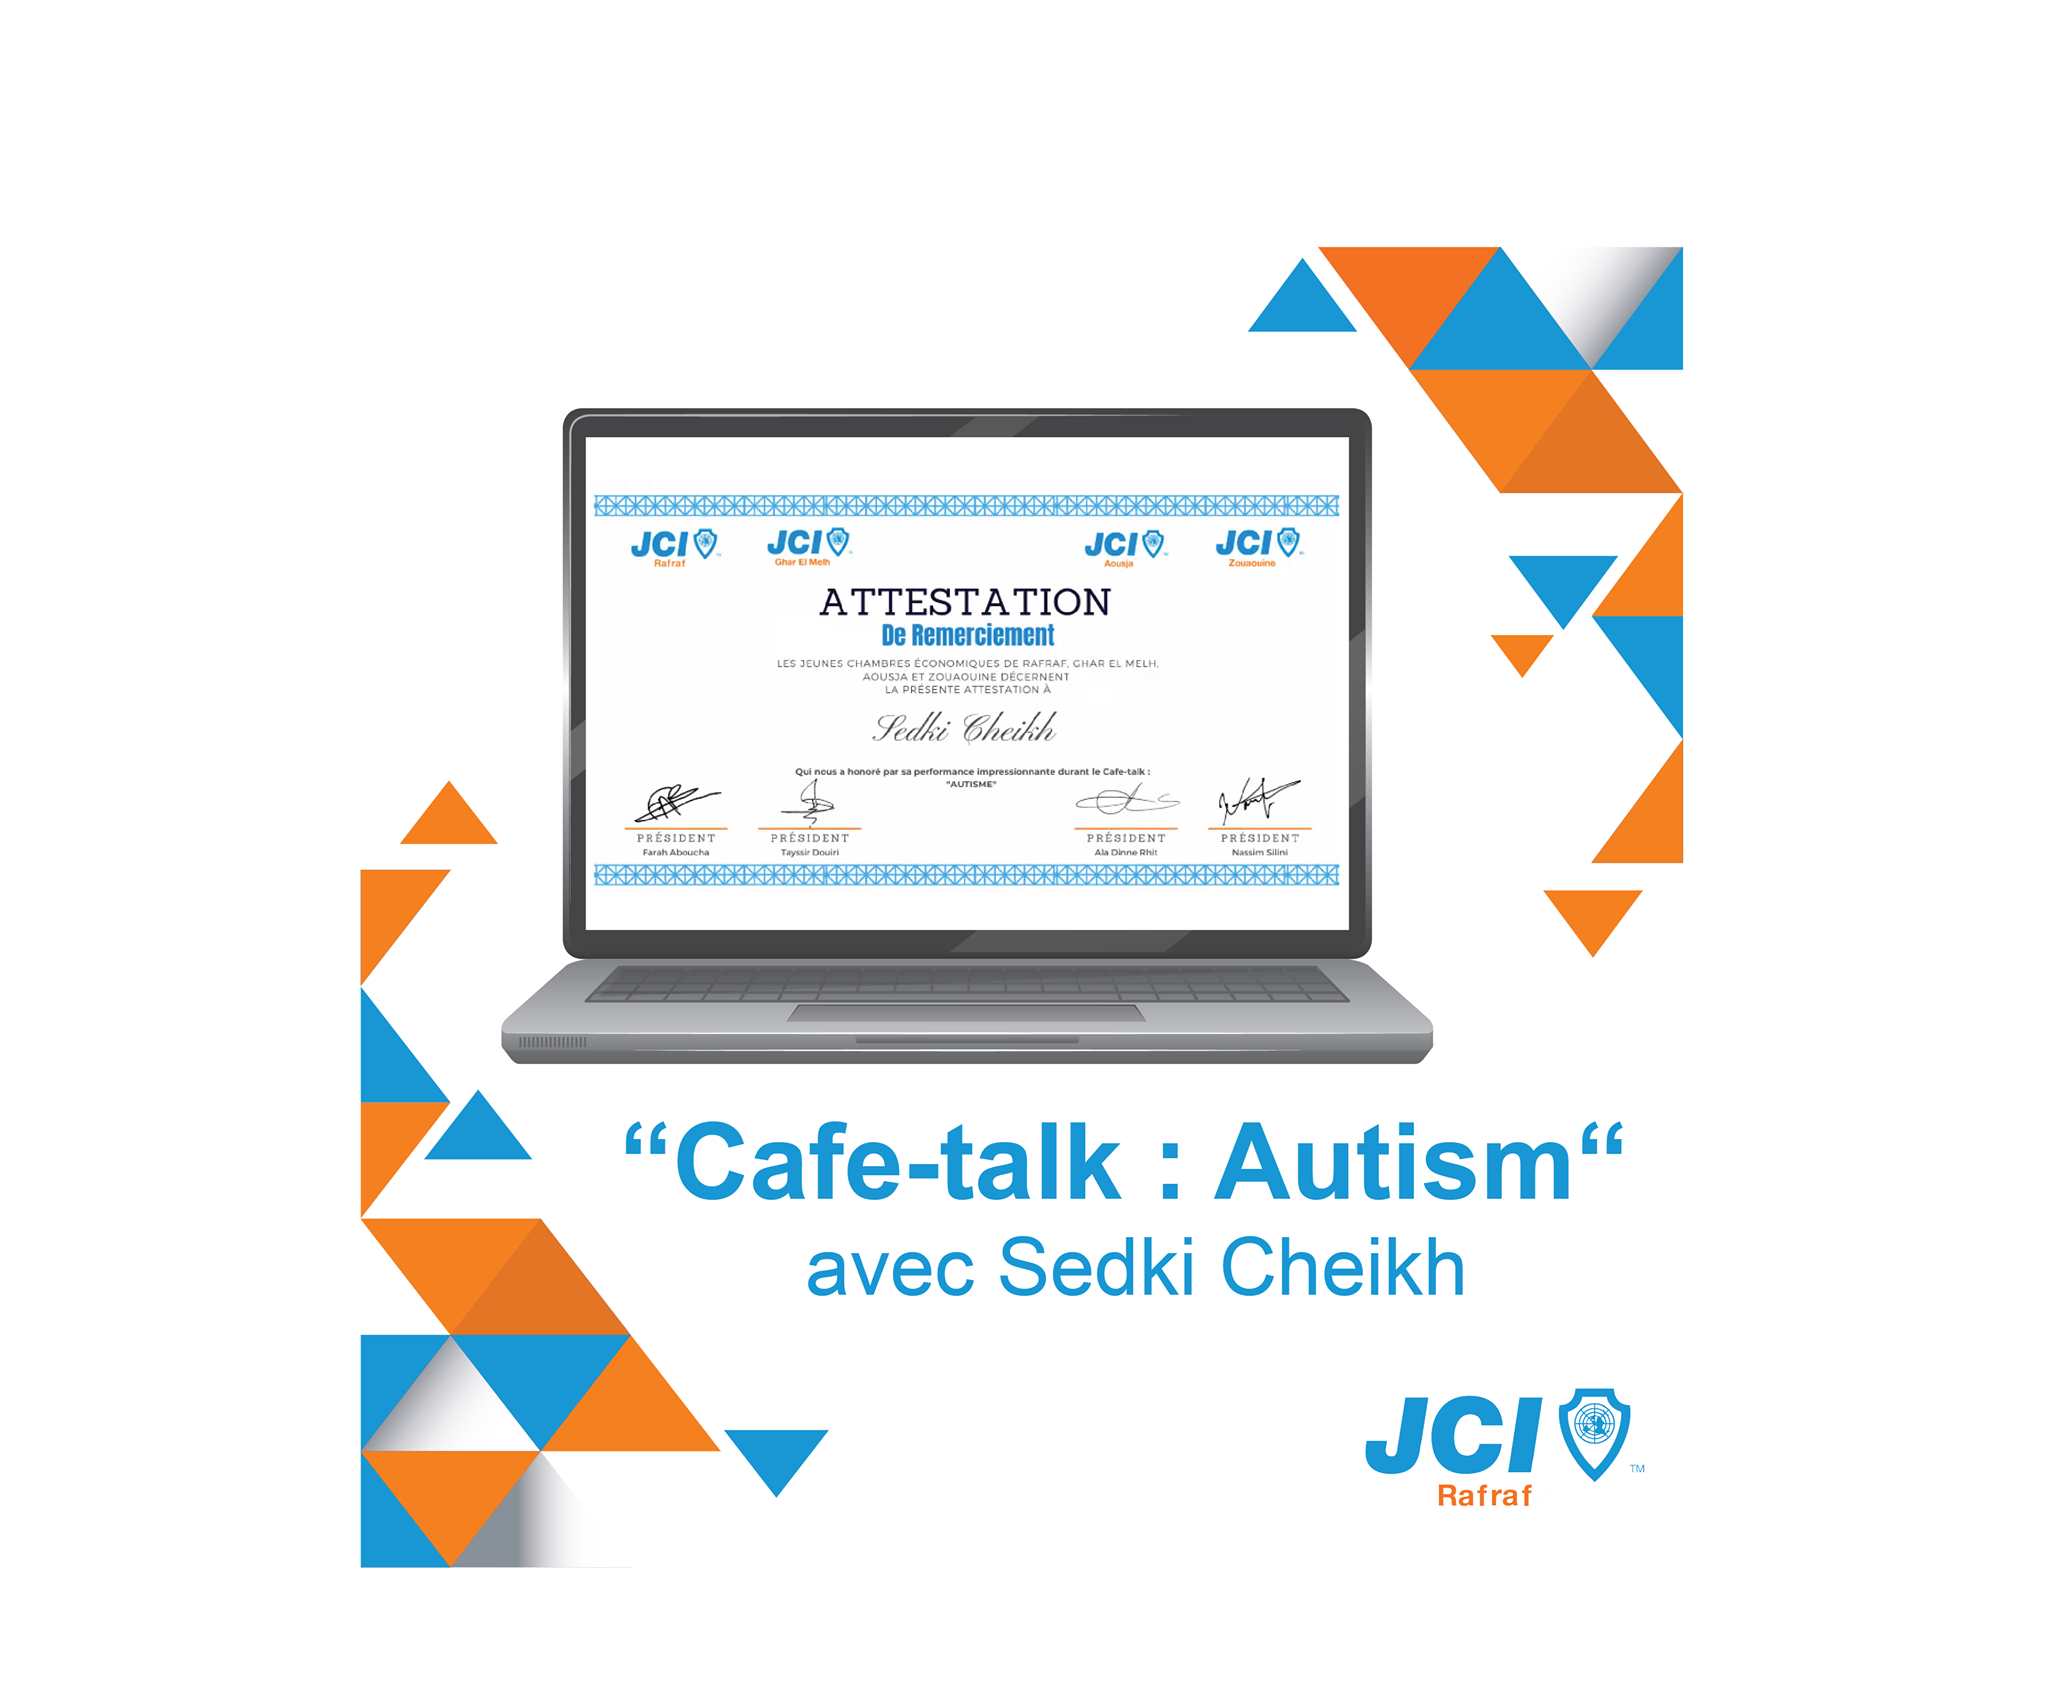 JCI
Rafraf
JCI
Ghar El Melh
JCI
Aousja
JCI
Zouaouine
ATTESTATION
De Remerciement
LES JEUNES CHAMBRES ÉCONOMIQUES DE RAFRAF, GHAR EL MELH,
AOUSJA ET ZOUAOUINE DÉCERNENT
LA PRÉSENTE ATTESTATION À
Sedki Cheikh
Qui nous a honoré par sa performance impressionnante durant le Cafe-talk :
"AUTISME"
PRÉSIDENT
Farah Aboucha
PRÉSIDENT
Tayssir Douiri
PRÉSIDENT
Ala Dinne Rhit
PRÉSIDENT
Nassim Silini
“Cafe-talk : Autism“
avec Sedki Cheikh
JCI TM
Rafraf